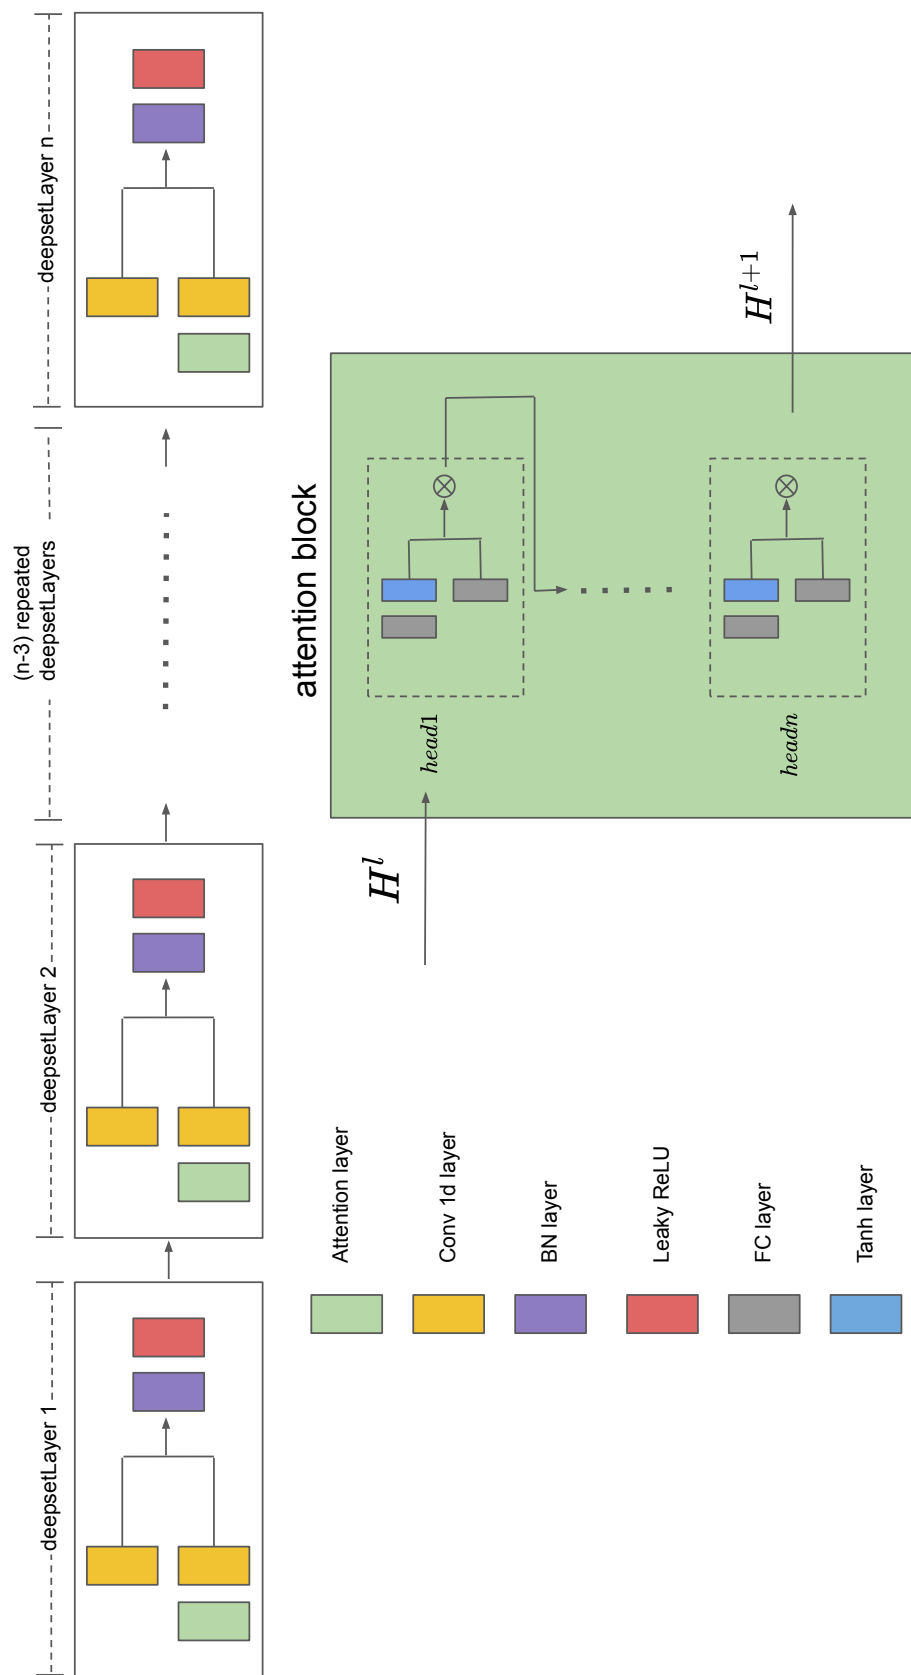 deepsetLayer 1
deepsetLayer 2
(n-3) repeated
deepsetLayers
deepsetLayer n
attention block
H^l
head1
headn
H^{l+1}
Attention layer
Conv 1d layer
BN layer
Leaky ReLU
FC layer
Tanh layer